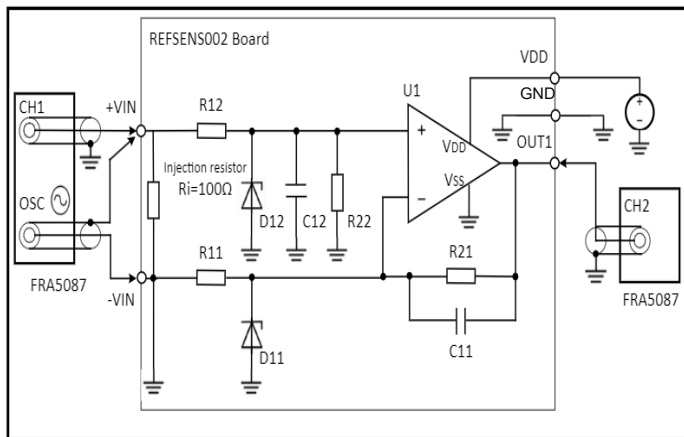 REFSENS002 Board
VDD
GND
OUT1
CH1
+VIN
R12
U1
+
VDD
Injection resistor
Ri=100Ω
D12
C12
R22
−
VSS
OSC
CH2
R11
R21
FRA5087
-VIN
D11
C11
FRA5087